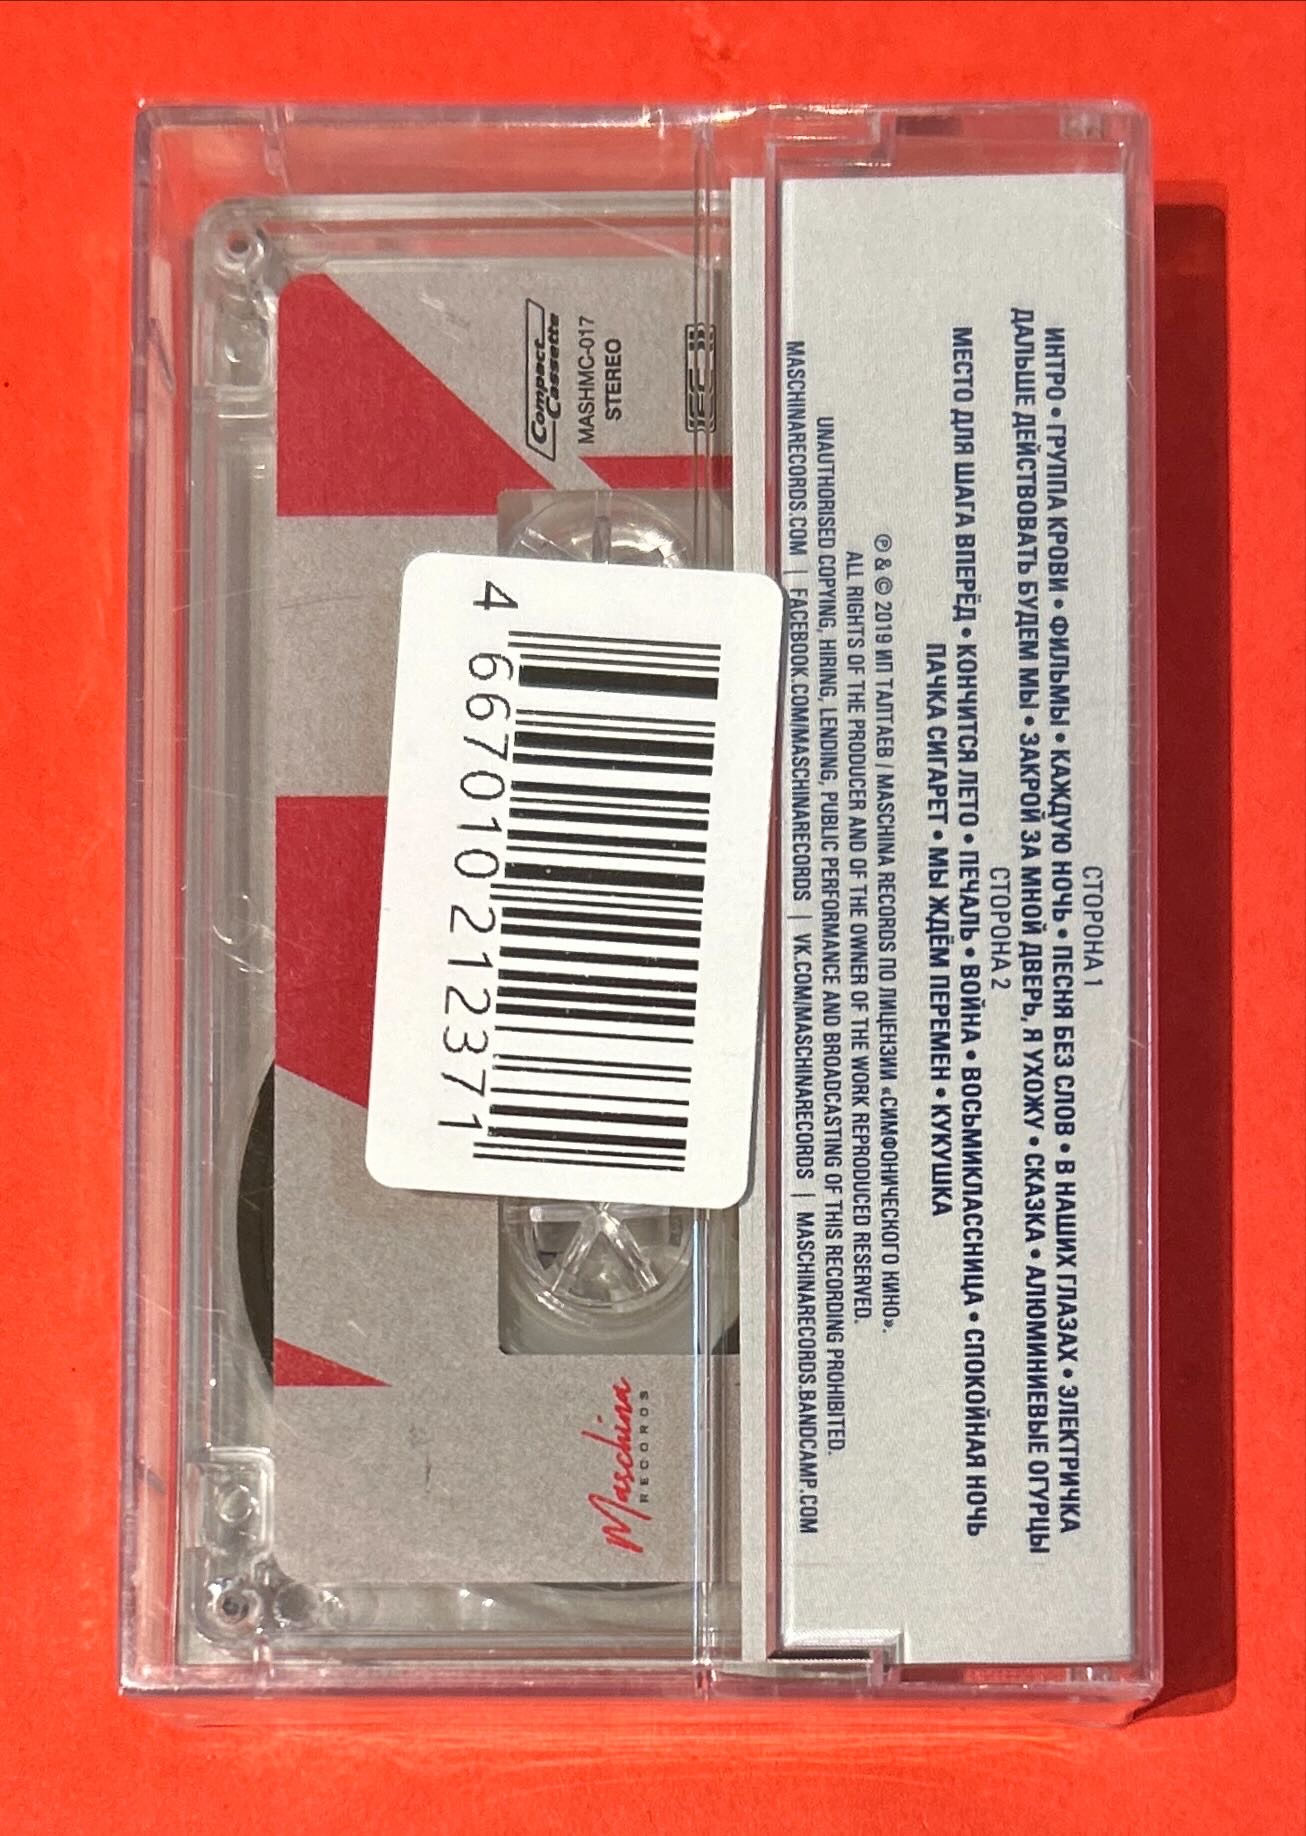 СТОРОНА 1
ИНТРО • ГРУППА КРОВИ • ФИЛЬМЫ • КАЖДУЮ НОЧЬ • ПЕСНЯ БЕЗ СЛОВ • В НАШИХ ГЛАЗАХ • ЭЛЕКТРИЧКА
ДАЛЬШЕ ДЕЙСТВОВАТЬ БУДЕМ МЫ • ЗАКРОЙ ЗА МНОЙ ДВЕРЬ, Я УХОЖУ • СКАЗКА • АЛЮМИНИЕВЫЕ ОГУРЦЫ
СТОРОНА 2
МЕСТО ДЛЯ ШАГА ВПЕРЁД • КОНЧИТСЯ ЛЕТО • ПЕЧАЛЬ • ВОЙНА • ВОСЬМИКЛАССНИЦА • СПОКОЙНАЯ НОЧЬ
ПАЧКА СИГАРЕТ • МЫ ЖДЁМ ПЕРЕМЕН • КУКУШКА
℗ & © 2019 ИП ТАЛТАЕВ / MASCHINA RECORDS ПО ЛИЦЕНЗИИ «СИМФОНИЧЕСКОГО КИНО».
ALL RIGHTS OF THE PRODUCER AND OF THE OWNER OF THE WORK REPRODUCED RESERVED.
UNAUTHORISED COPYING, HIRING, LENDING, PUBLIC PERFORMANCE AND BROADCASTING OF THIS RECORDING PROHIBITED.
MASCHINARECORDS.COM | FACEBOOK.COM/MASCHINARECORDS | VK.COM/MASCHINARECORDS | MASCHINARECORDS.BANDCAMP.COM
STEREO
MASHMC-017
Compact
Cassette
Maschina
RECORDS
4 667010 212371